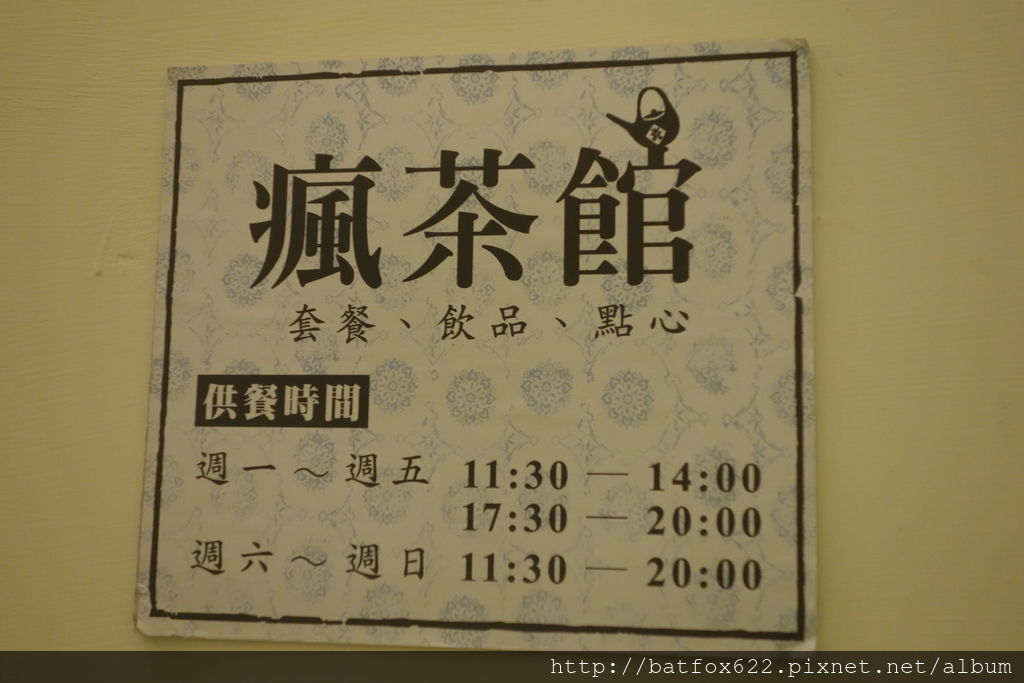 瘋茶館
套餐、飲品、點心
供餐時間
週一～週五 11:30 — 14:00
17:30 — 20:00
週六～週日 11:30 — 20:00
http://batfox622.pixnet.net/album